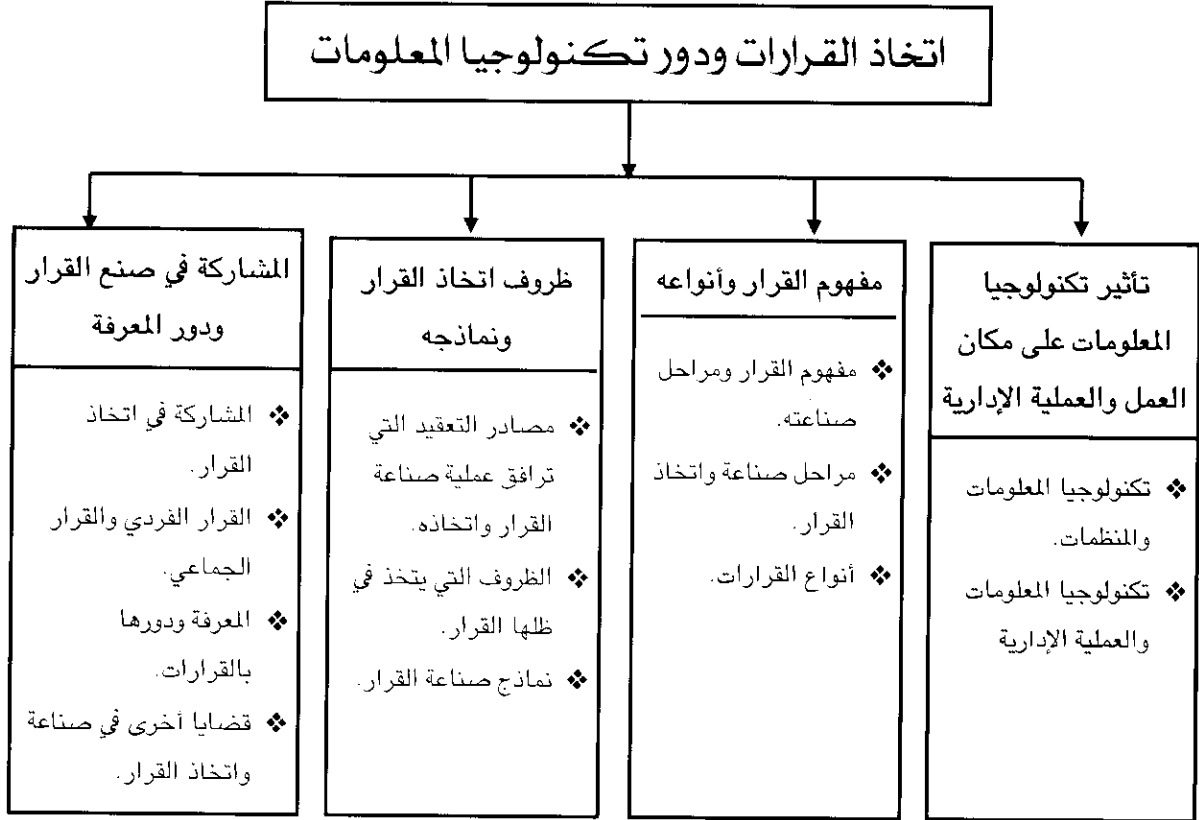 اتخاذ القرارات ودور تكنولوجيا المعلومات
تأثير تكنولوجيا
المعلومات على مكان
العمل والعملية الإدارية
❖ تكنولوجيا المعلومات
والمنظمات.
❖ تكنولوجيا المعلومات
والعملية الإدارية
مفهوم القرار وأنواعه
❖ مفهوم القرار ومراحل
صناعته.
❖ مراحل صناعة واتخاذ
القرار.
❖ أنواع القرارات.
ظروف اتخاذ القرار
ونماذجه
❖ مصادر التعقيد التي
ترافق عملية صناعة
القرار واتخاذه.
❖ الظروف التي يتخذ في
ظلها القرار.
❖ نماذج صناعة القرار.
المشاركة في صنع القرار
ودور المعرفة
❖ المشاركة في اتخاذ
القرار.
❖ القرار الفردي والقرار
الجماعي.
❖ المعرفة ودورها
بالقرارات.
❖ قضايا أخرى في صناعة
واتخاذ القرار.